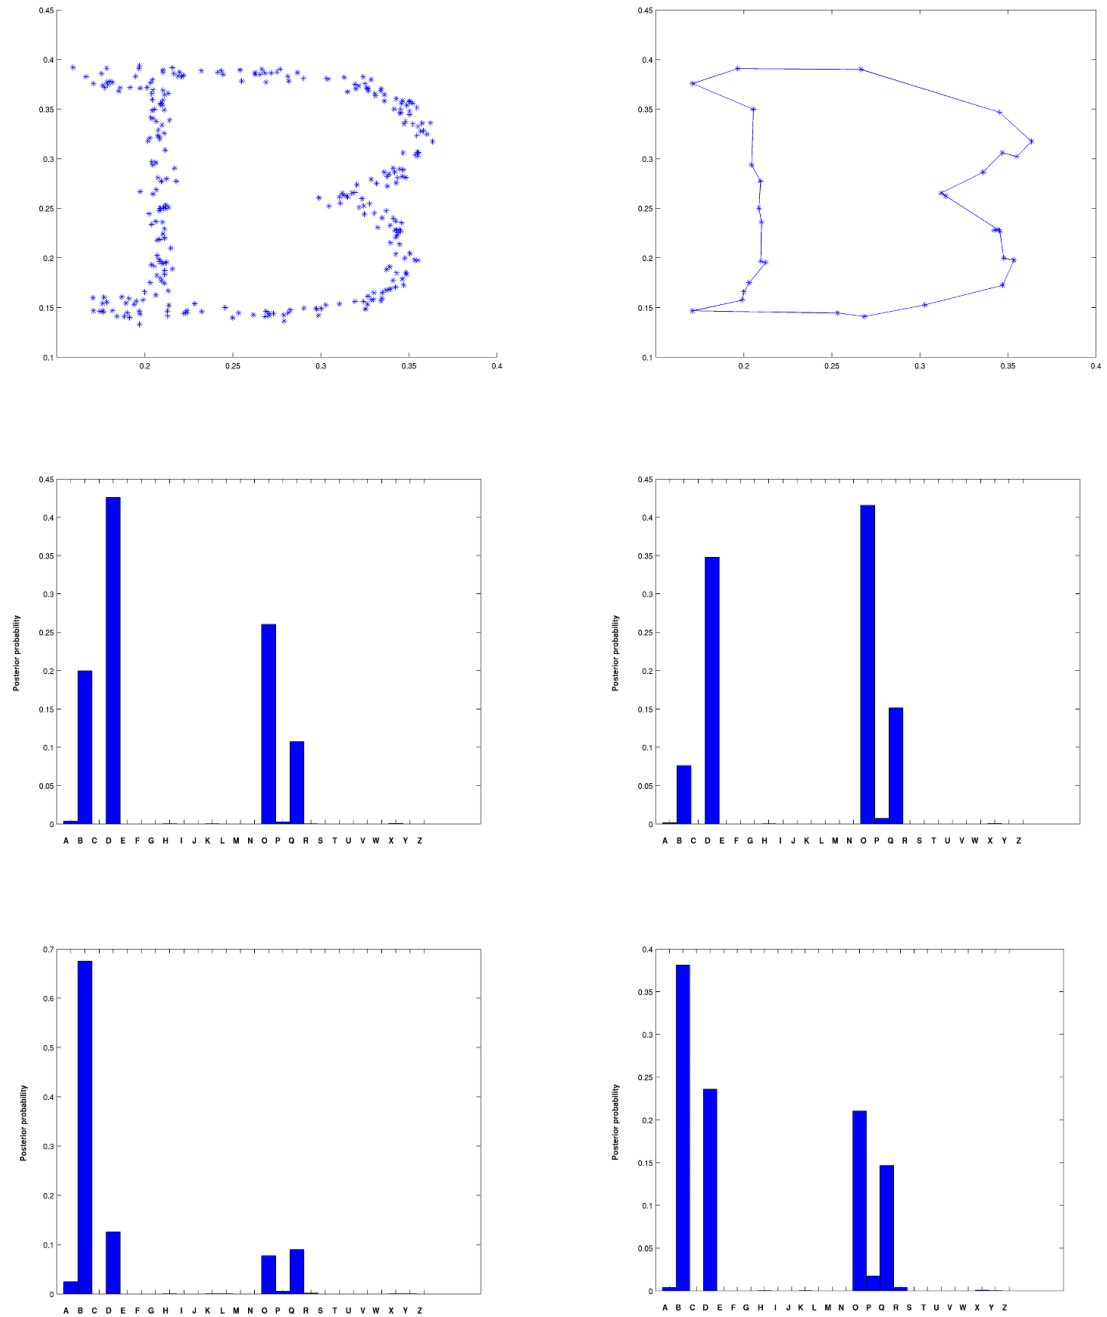 0.45 0.4 0.35 0.3 0.25 0.2 0.15 0.1
0.2 0.25 0.3 0.35 0.4
0.45 0.4 0.35 0.3 0.25 0.2 0.15 0.1
0.2 0.25 0.3 0.35 0.4
Posterior probability
0.45 0.4 0.35 0.3 0.25 0.2 0.15 0.1 0.05 0
A B C D E F G H I J K L M N O P Q R S T U V W X Y Z
Posterior probability
0.45 0.4 0.35 0.3 0.25 0.2 0.15 0.1 0.05 0
A B C D E F G H I J K L M N O P Q R S T U V W X Y Z
Posterior probability
0.7 0.6 0.5 0.4 0.3 0.2 0.1 0
A B C D E F G H I J K L M N O P Q R S T U V W X Y Z
Posterior probability
0.4 0.35 0.3 0.25 0.2 0.15 0.1 0.05 0
A B C D E F G H I J K L M N O P Q R S T U V W X Y Z